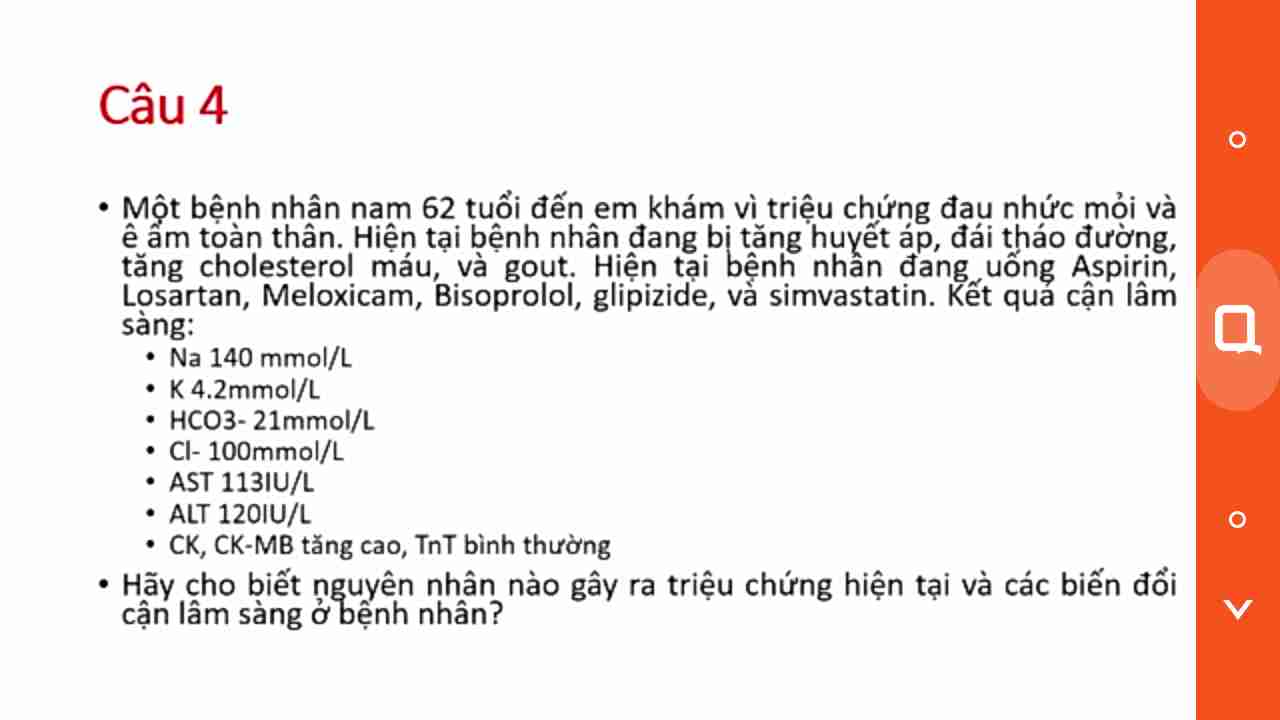 Câu 4
• Một bệnh nhân nam 62 tuổi đến em khám vì triệu chứng đau nhức mỏi và
ê ẩm toàn thân. Hiện tại bệnh nhân đang bị tăng huyết áp, đái tháo đường,
tăng cholesterol máu, và gout. Hiện tại bệnh nhân đang uống Aspirin,
Losartan, Meloxicam, Bisoprolol, glipizide, và simvastatin. Kết quả cận lâm
sàng:
• Na 140 mmol/L
• K 4.2mmol/L
• HCO3- 21mmol/L
• Cl- 100mmol/L
• AST 113IU/L
• ALT 120IU/L
• CK, CK-MB tăng cao, TnT bình thường
• Hãy cho biết nguyên nhân nào gây ra triệu chứng hiện tại và các biến đổi
cận lâm sàng ở bệnh nhân?